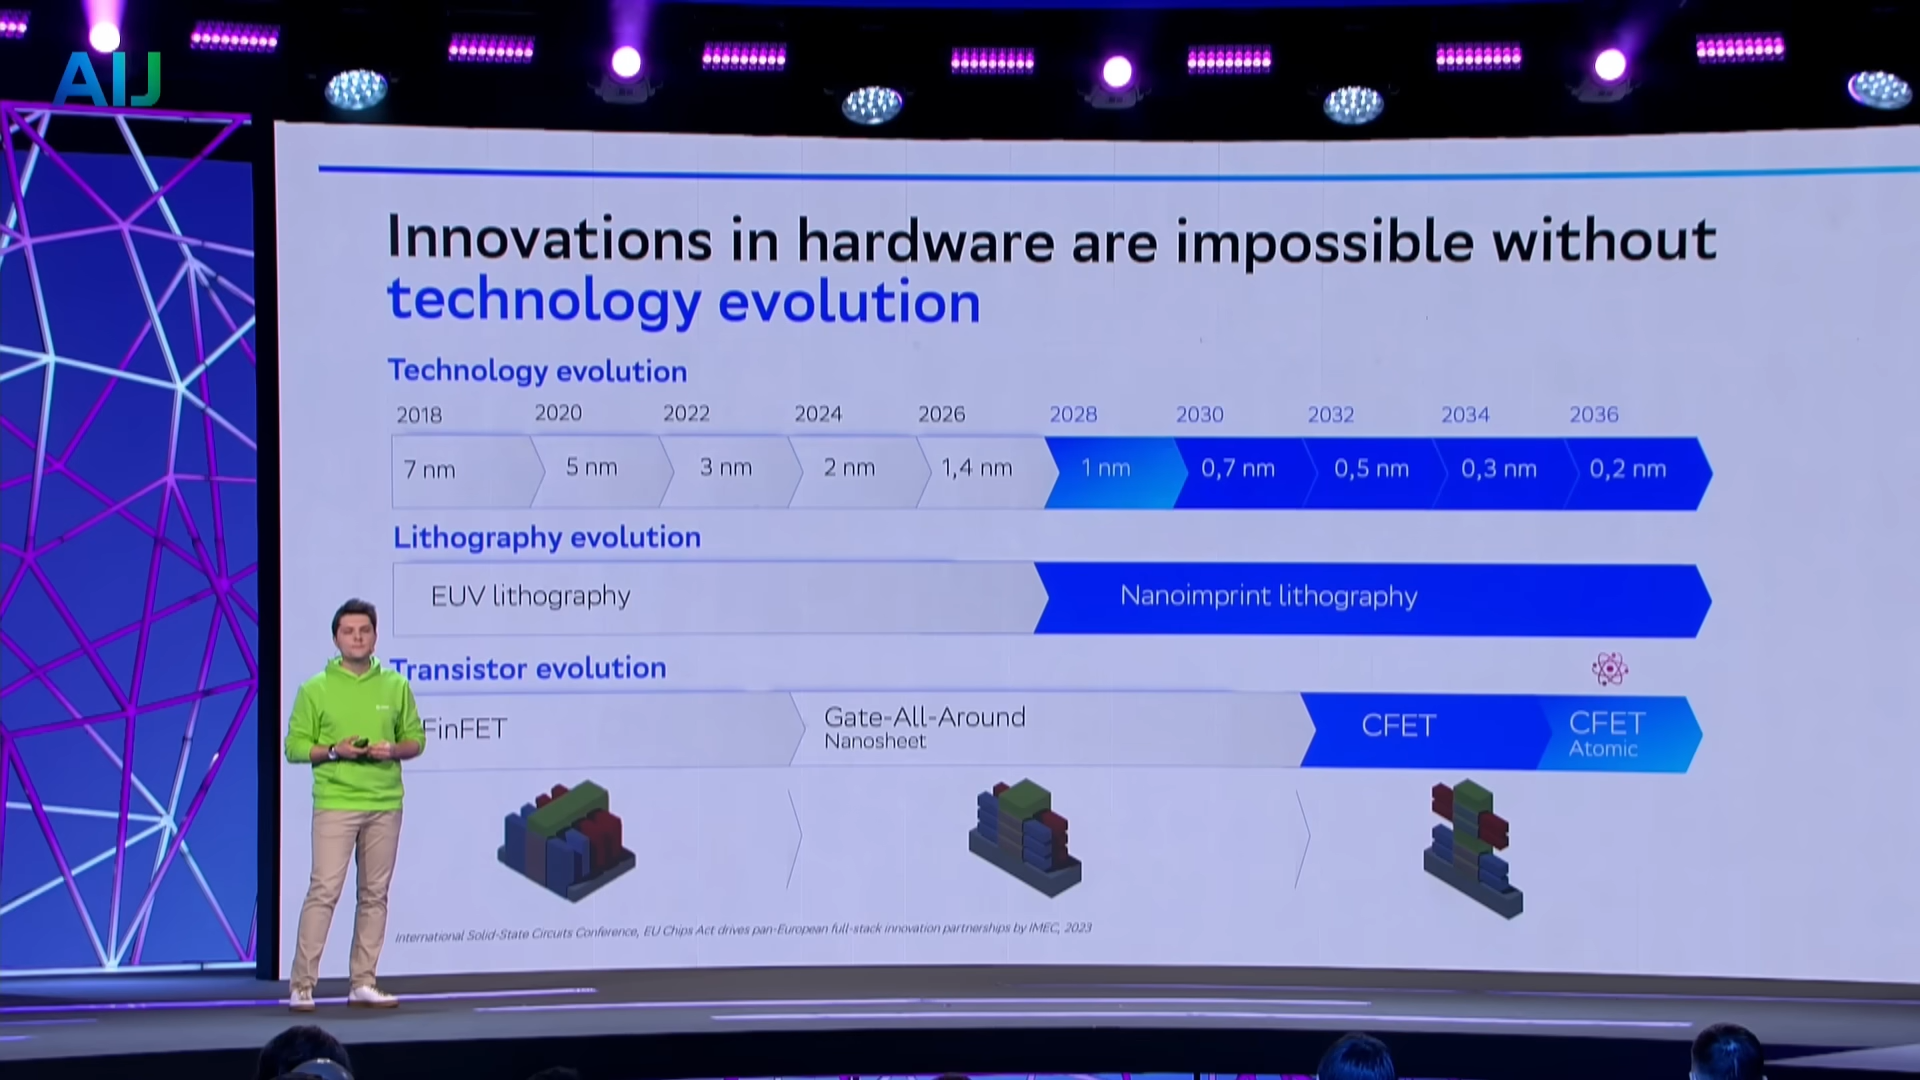 AIJ
Innovations in hardware are impossible without
technology evolution
Technology evolution
2018 2020 2022 2024 2026 2028 2030 2032 2034 2036
7 nm 5 nm 3 nm 2 nm 1,4 nm 1 nm 0,7 nm 0,5 nm 0,3 nm 0,2 nm
Lithography evolution
EUV lithography Nanoimprint lithography
Transistor evolution
FinFET Gate-All-Around CFET CFET
Nanosheet Atomic
International Solid-State Circuits Conference, EU Chips Act drives pan-European full-stack innovation partnerships by IMEC, 2023